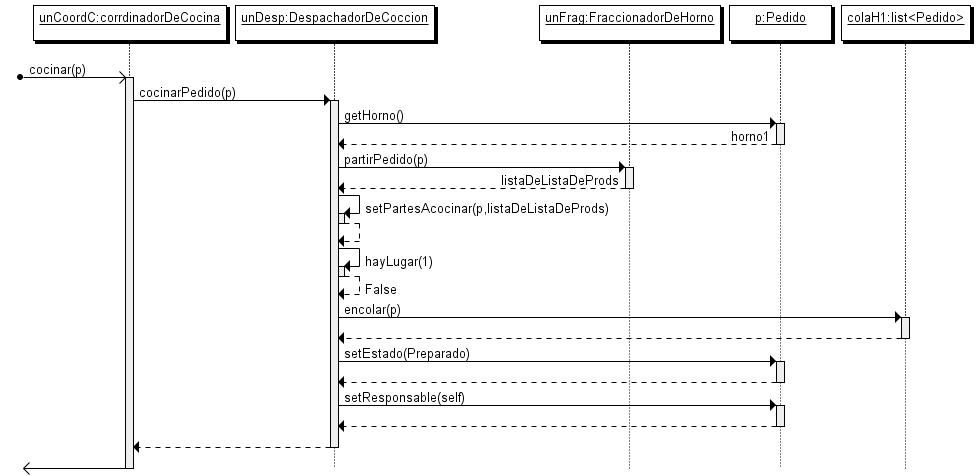 unCoordC:corrdinadorDeCocina
unDesp:DespachadorDeCoccion
unFrag:FraccionadorDeHorno
p:Pedido
colaH1:list<Pedido>
cocinar(p)
cocinarPedido(p)
getHorno()
horno1
partirPedido(p)
listaDeListaDeProds
setPartesAcocinar(p,listaDeListaDeProds)
hayLugar(1)
False
encolar(p)
setEstado(Preparado)
setResponsable(self)